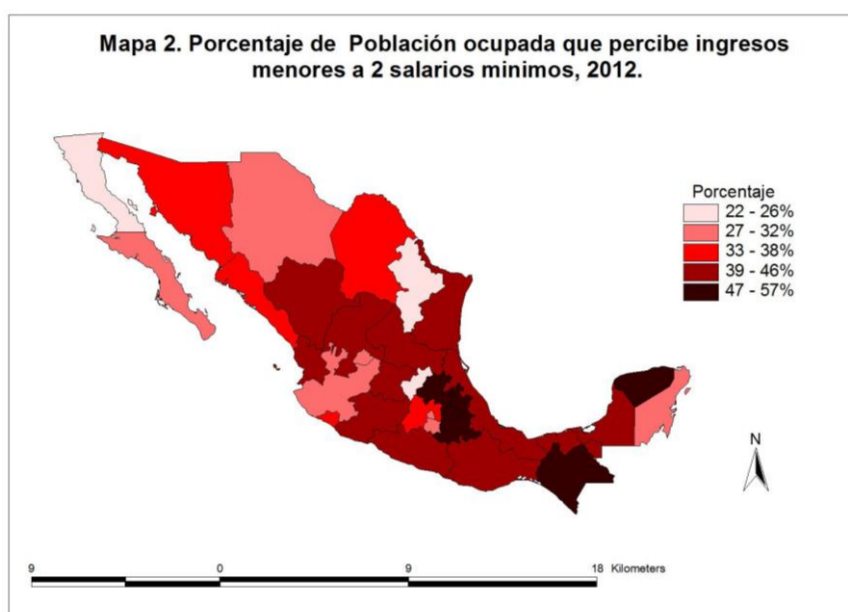 Mapa 2. Porcentaje de Población ocupada que percibe ingresos
menores a 2 salarios minimos, 2012.
Porcentaje
22 - 26%
27 - 32%
33 - 38%
39 - 46%
47 - 57%
N
9 0 9 18 Kilometers